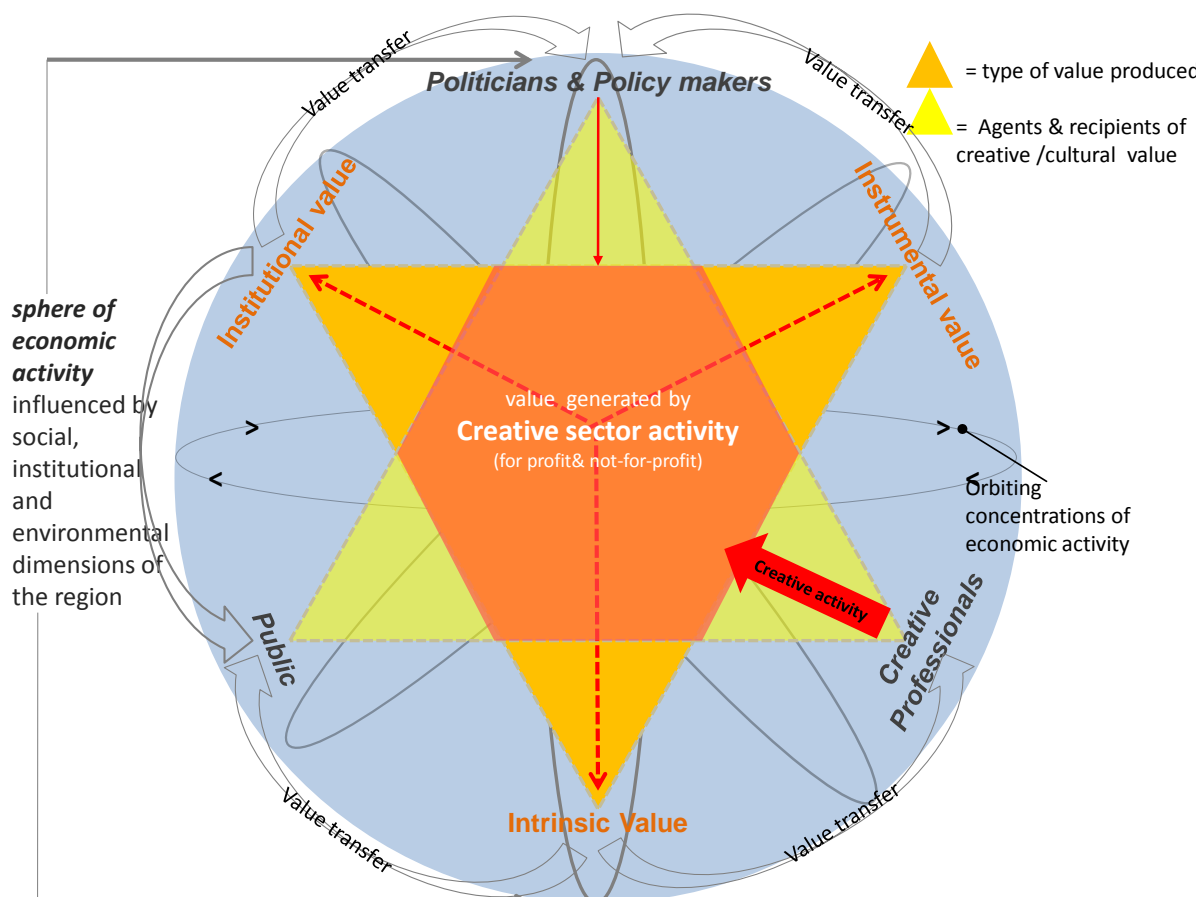 Value transfer
Value transfer
Politicians & Policy makers
= type of value produced
= Agents & recipients of
creative /cultural value
Institutional value
Instrumental value
sphere of
economic
activity
influenced by
social,
institutional
and
environmental
dimensions of
the region
value generated by
Creative sector activity
(for profit& not-for-profit)
>
>
<
<
Orbiting
concentrations of
economic activity
Creative activity
Public
Creative
Professionals
Value transfer
Value transfer
Intrinsic Value